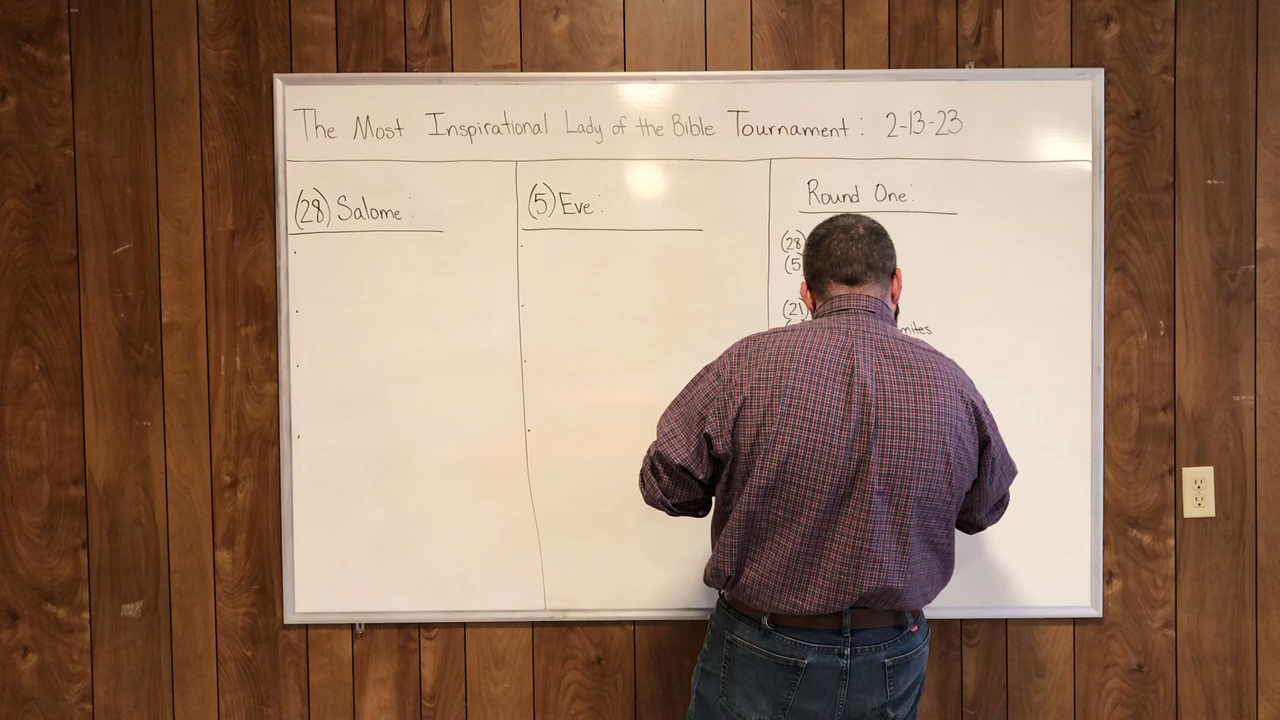 The Most Inspirational Lady of the Bible Tournament: 2-13-23
(28) Salome:
(5) Eve:
Round One:
(28)
(5
(21)
mites